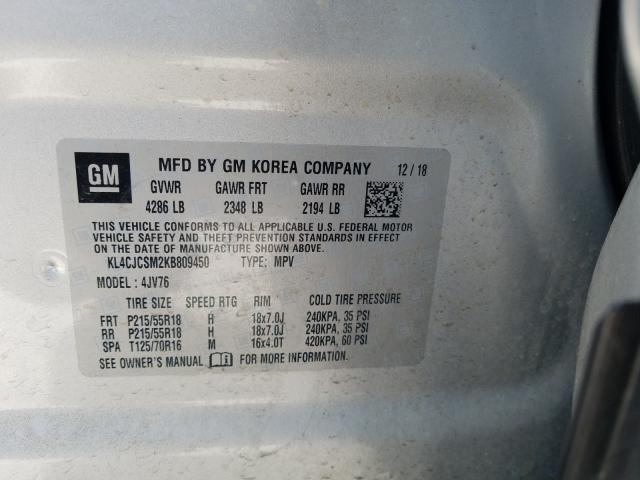 GM MFD BY GM KOREA COMPANY 12 / 18
GVWR GAWR FRT GAWR RR
4286 LB 2348 LB 2194 LB
THIS VEHICLE CONFORMS TO ALL APPLICABLE U.S. FEDERAL MOTOR
VEHICLE SAFETY AND THEFT PREVENTION STANDARDS IN EFFECT
ON THE DATE OF MANUFACTURE SHOWN ABOVE.
KL4CJCSM2KB809450 TYPE: MPV
MODEL : 4JV76
TIRE SIZE SPEED RTG RIM COLD TIRE PRESSURE
FRT P215/55R18 H 18x7.0J 240KPA, 35 PSI
RR P215/55R18 H 18x7.0J 240KPA, 35 PSI
SPA T125/70R16 M 16x4.0T 420KPA, 60 PSI
SEE OWNER'S MANUAL FOR MORE INFORMATION.